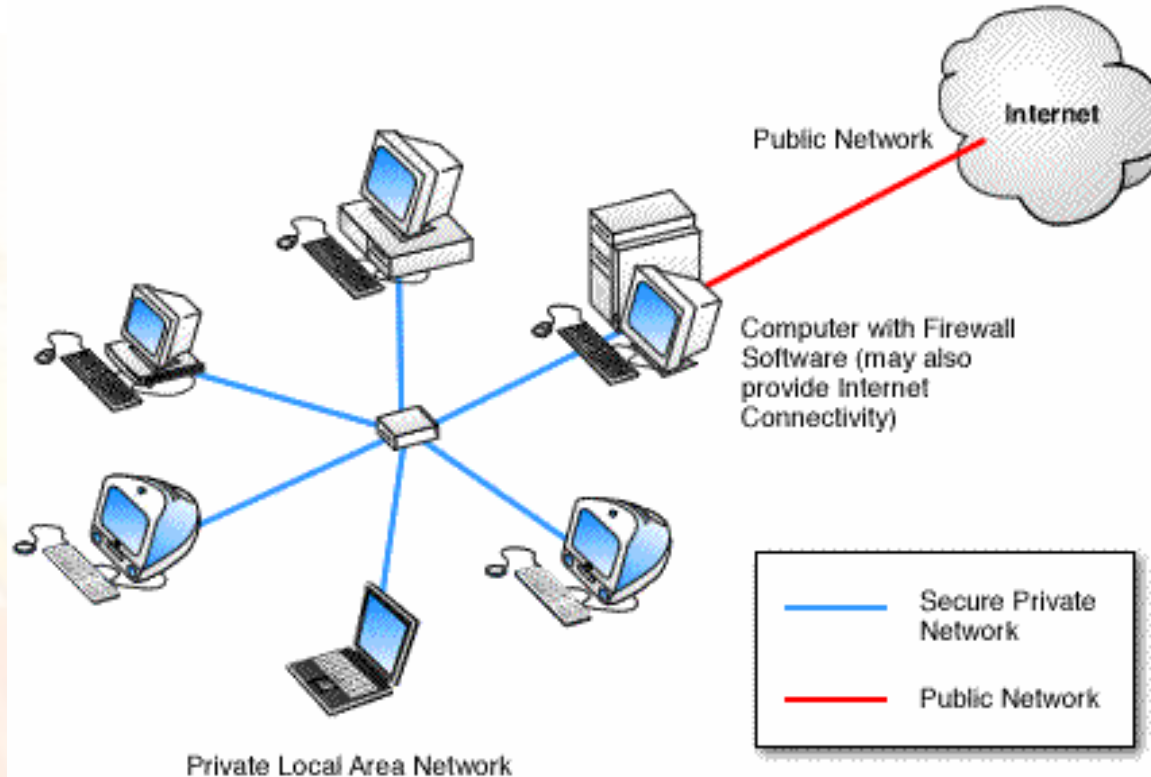 Internet
Public Network
Computer with Firewall
Software (may also
provide Internet
Connectivity)
Secure Private
Network
Public Network
Private Local Area Network